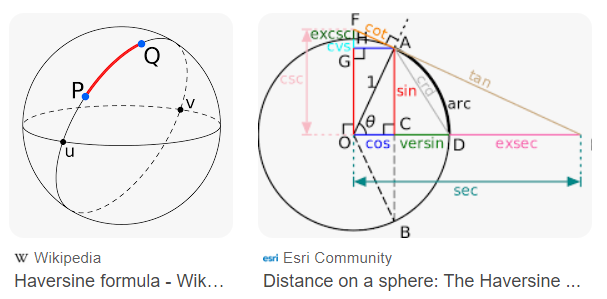 P
Q
v
u
F
cot
excsc
H
A
cvs
G
csc
1
crd
tan
sin
arc
θ
C
O
cos
versin
D
exsec
sec
B
W Wikipedia
Haversine formula - Wik...
esri Esri Community
Distance on a sphere: The Haversine ...